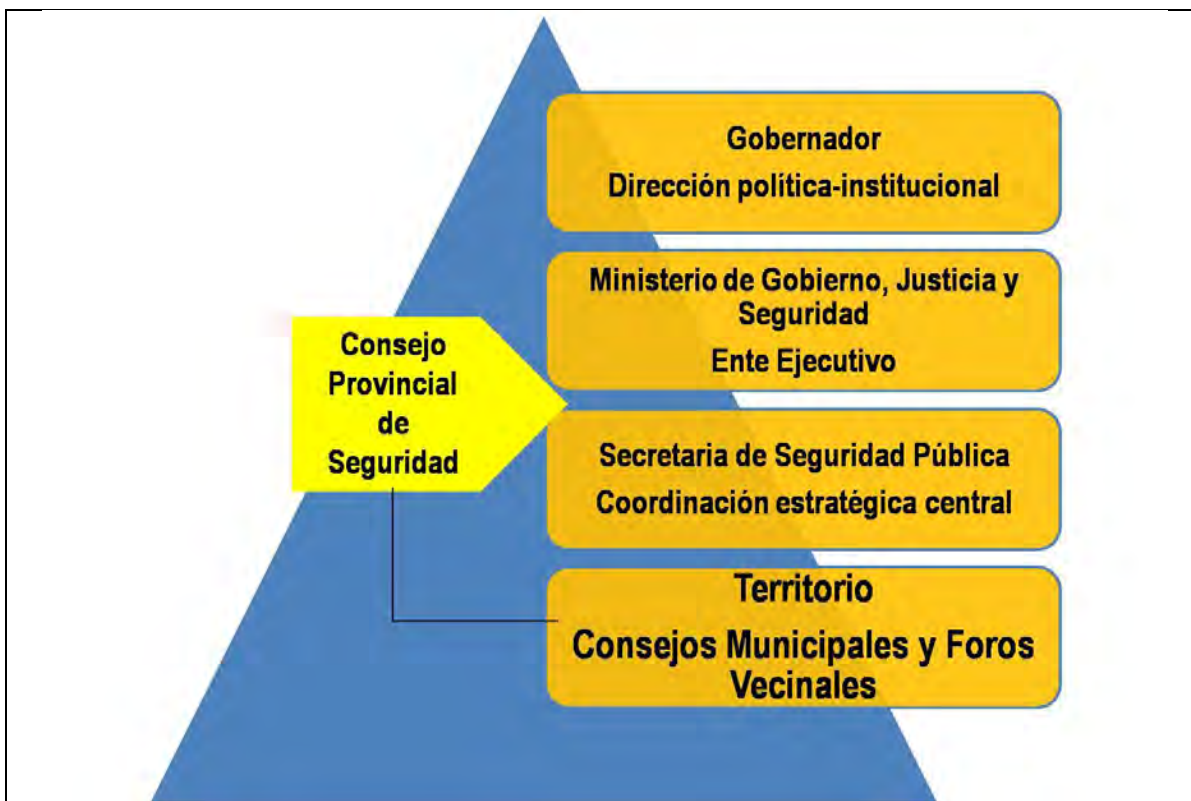 Gobernador
Dirección política-institucional
Ministerio de Gobierno, Justicia y
Seguridad
Ente Ejecutivo
Consejo
Provincial
de
Seguridad
Secretaria de Seguridad Pública
Coordinación estratégica central
Territorio
Consejos Municipales y Foros
Vecinales